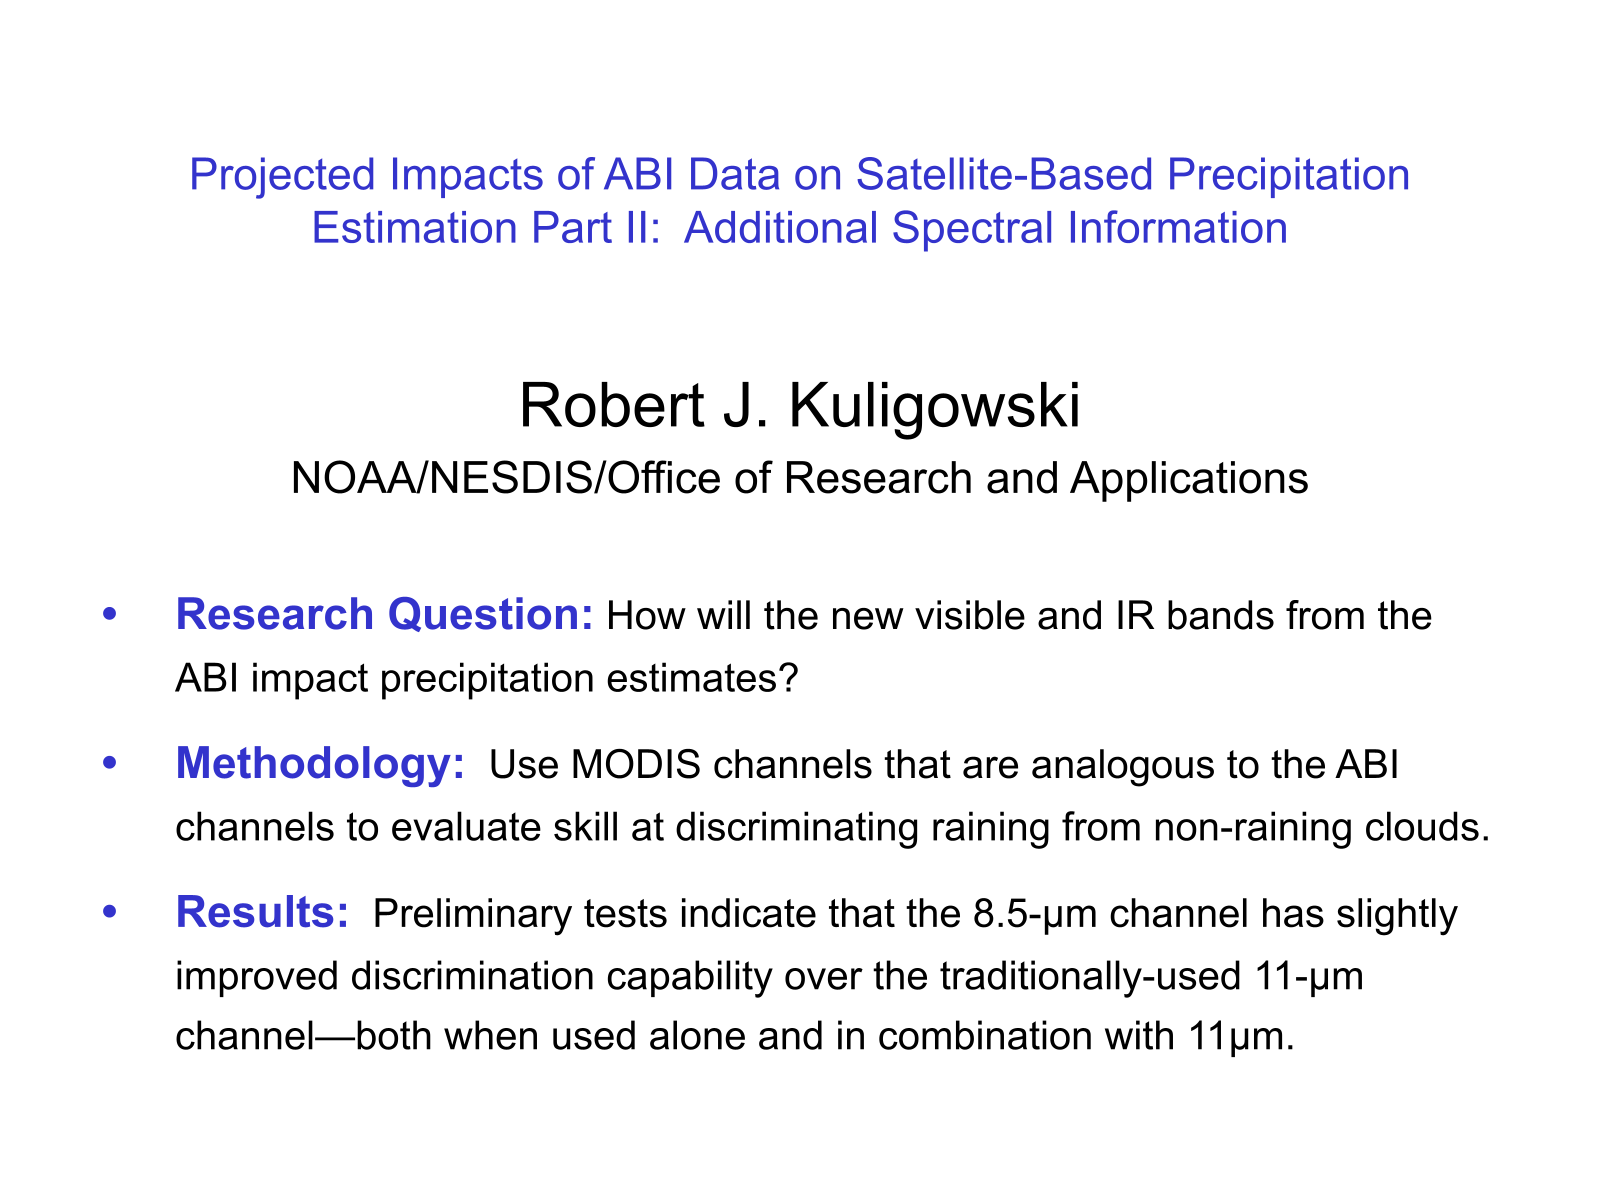 Projected Impacts of ABI Data on Satellite-Based Precipitation
Estimation Part II:  Additional Spectral Information
Robert J. Kuligowski
NOAA/NESDIS/Office of Research and Applications
• Research Question: How will the new visible and IR bands from the
ABI impact precipitation estimates?
• Methodology:  Use MODIS channels that are analogous to the ABI
channels to evaluate skill at discriminating raining from non-raining clouds.
• Results:  Preliminary tests indicate that the 8.5-μm channel has slightly
improved discrimination capability over the traditionally-used 11-μm
channel—both when used alone and in combination with 11μm.